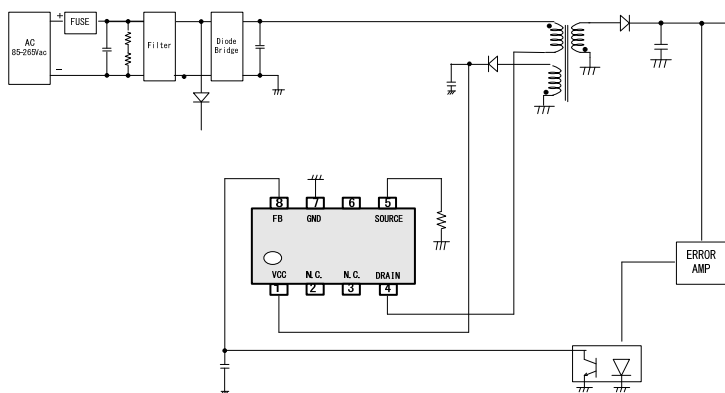 AC
85-265Vac
+
−
FUSE
Filter
Diode
Bridge
8
7
6
5
FB
GND
SOURCE
VCC
N.C.
N.C.
DRAIN
1
2
3
4
ERROR
AMP